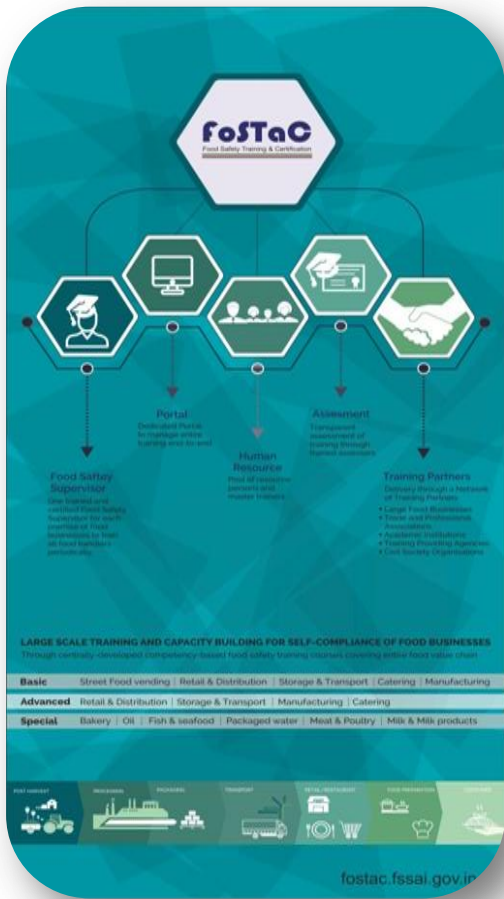 FoSTaC
Food Safety Training & Certification
Portal
Dedicated Portal
to manage entire
training end-to-end
Assesment
Transparent
assessment of
training through
trained assessors
Human
Resource
Pool of resource
persons and
master trainers
Food Saftey
Supervisor
One trained and
certified Food Safety
Supervisor for each
premise of food
businesses to train
all food handlers
periodically
Training Partners
Delivery through a Network
of Training Partners
• Large Food Businesses
• Trade and Professional
Associations
• Academic Institutions
• Training Providing Agencies
• Civil Society Organisations
LARGE SCALE TRAINING AND CAPACITY BUILDING FOR SELF-COMPLIANCE OF FOOD BUSINESSES
Through centrally-developed competency-based food safety training courses covering entire food value chain
Basic Street Food vending | Retail & Distribution | Storage & Transport | Catering | Manufacturing
Advanced Retail & Distribution | Storage & Transport | Manufacturing | Catering
Special Bakery | Oil | Fish & seafood | Packaged water | Meat & Poultry | Milk & Milk products
POST HARVEST PROCESSING PACKAGING TRANSPORT RETAIL / RESTAURANT FOOD PREPARATION
fostac.fssai.gov.in